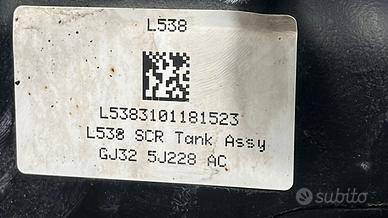 L538
L5383101181523
L538 SCR Tank Assy
GJ32 5J228 AC
subito